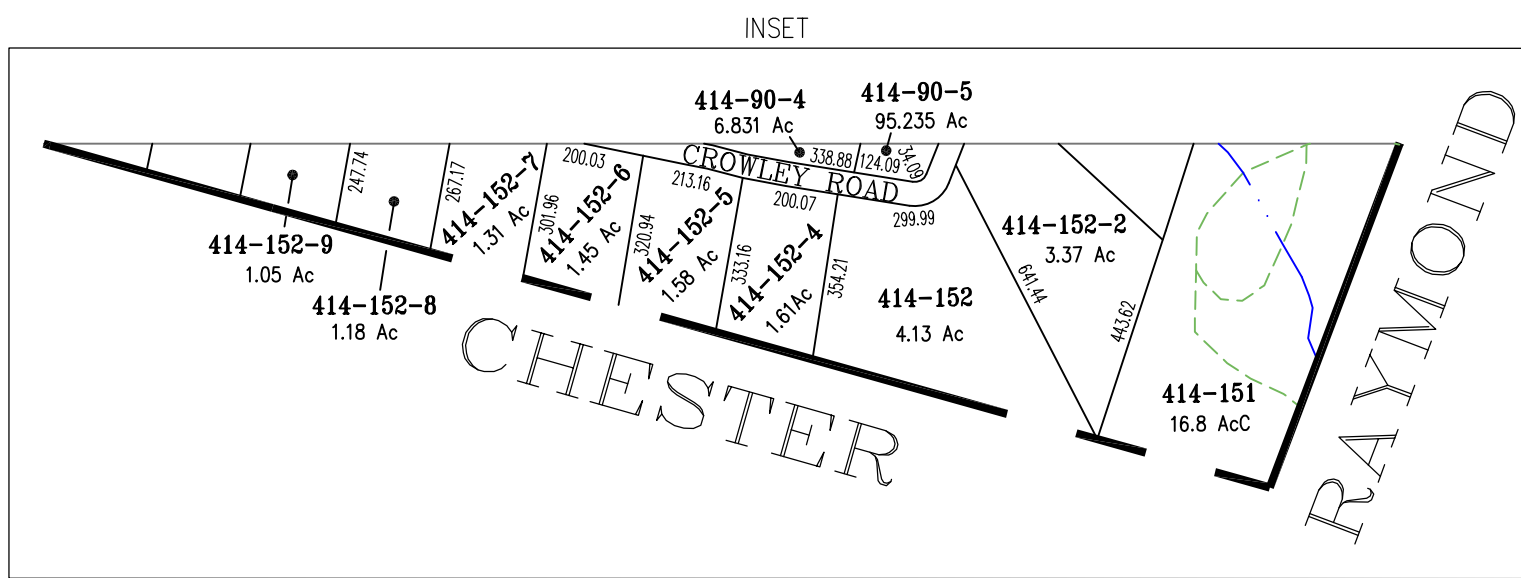 INSET
414-90-4
6.831 Ac
414-90-5
95.235 Ac
338.88
124.09
34.09
CROWLEY ROAD
247.74
267.17
200.03
213.16
200.07
299.99
414-152-9
1.05 Ac
414-152-8
1.18 Ac
414-152-7
1.31 Ac
301.96
414-152-6
1.45 Ac
320.94
414-152-5
1.58 Ac
333.16
414-152-4
1.61Ac
354.21
414-152
4.13 Ac
414-152-2
3.37 Ac
641.44
443.62
414-151
16.8 AcC
CHESTER
RAYMOND